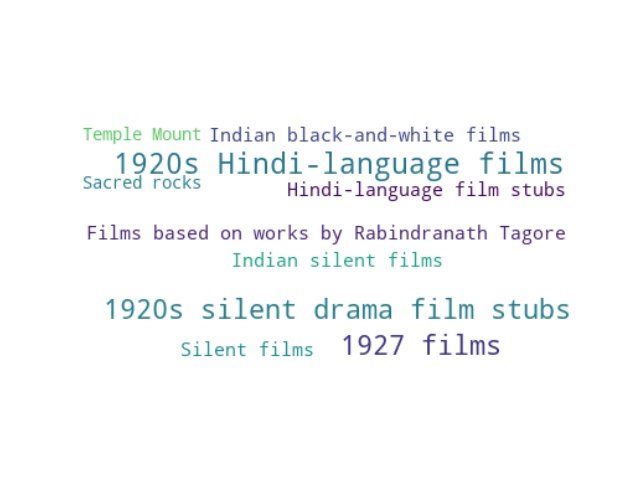 Temple Mount Indian black-and-white films
1920s Hindi-language films
Sacred rocks
Hindi-language film stubs
Films based on works by Rabindranath Tagore
Indian silent films
1920s silent drama film stubs
Silent films 1927 films